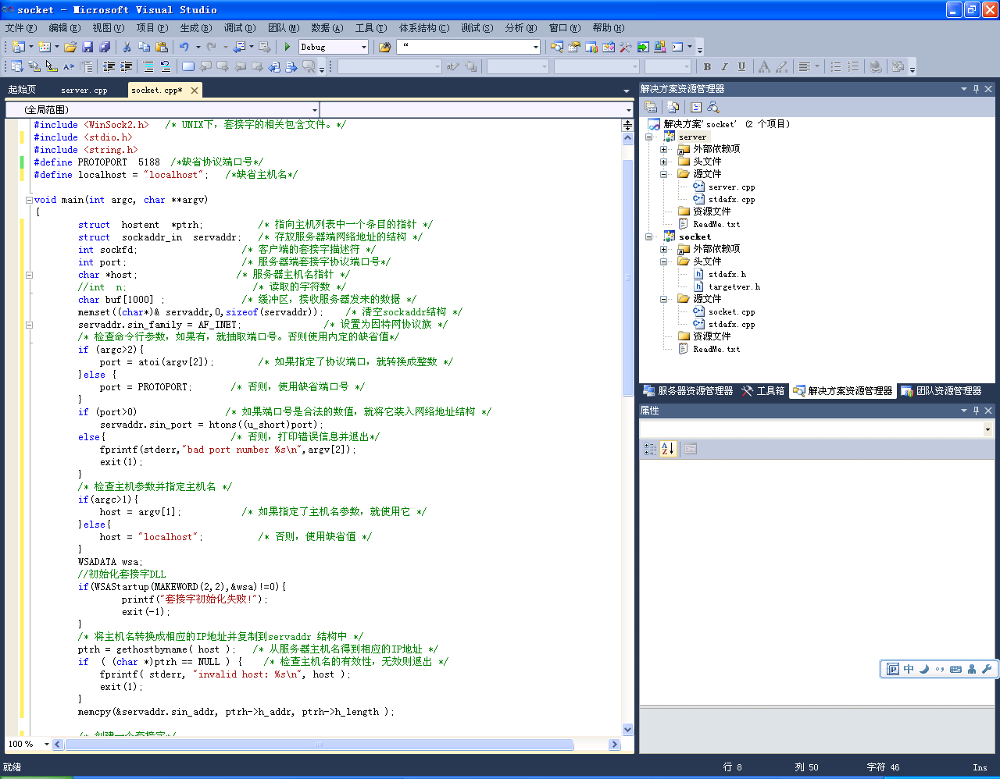 socket - Microsoft Visual Studio
文件(F) 编辑(E) 视图(V) 项目(P) 生成(B) 调试(D) 团队(M) 数据(A) 工具(T) 体系结构(C) 测试(S) 分析(N) 窗口(W) 帮助(H)
Debug “
起始页 server.cpp socket.cpp*
(全局范围)
#include <WinSock2.h> /* UNIX下，套接字的相关包含文件。*/
#include <stdio.h>
#include <string.h>
#define PROTOPORT 5188 /*缺省协议端口号*/
#define localhost = "localhost"; /*缺省主机名*/
void main(int argc, char **argv)
{
struct hostent *ptrh; /* 指向主机列表中一个条目的指针 */
struct sockaddr_in servaddr; /* 存放服务器端网络地址的结构 */
int sockfd; /* 客户端的套接字描述符 */
int port; /* 服务器端套接字协议端口号*/
char *host; /* 服务器主机名指针 */
//int n; /* 读取的字符数 */
char buf[1000] ; /* 缓冲区，接收服务器发来的数据 */
memset((char*)& servaddr,0,sizeof(servaddr)); /* 清空sockaddr结构 */
servaddr.sin_family = AF_INET; /* 设置为因特网协议族 */
/* 检查命令行参数，如果有，就抽取端口号。否则使用内定的缺省值*/
if (argc>2){
port = atoi(argv[2]); /* 如果指定了协议端口，就转换成整数 */
}else {
port = PROTOPORT; /* 否则，使用缺省端口号 */
}
if (port>0) /* 如果端口号是合法的数值，就将它装入网络地址结构 */
servaddr.sin_port = htons((u_short)port);
else{ /* 否则，打印错误信息并退出*/
fprintf(stderr,"bad port number %s\n",argv[2]);
exit(1);
}
/* 检查主机参数并指定主机名 */
if(argc>1){
host = argv[1]; /* 如果指定了主机名参数，就使用它 */
}else{
host = "localhost"; /* 否则，使用缺省值 */
}
WSADATA wsa;
//初始化套接字DLL
if(WSAStartup(MAKEWORD(2,2),&wsa)!=0){
printf("套接字初始化失败!");
exit(-1);
}
/* 将主机名转换成相应的IP地址并复制到servaddr 结构中 */
ptrh = gethostbyname( host ); /* 从服务器主机名得到相应的IP地址 */
if ( (char *)ptrh == NULL ) { /* 检查主机名的有效性，无效则退出 */
fprintf( stderr, "invalid host: %s\n", host );
exit(1);
}
memcpy(&servaddr.sin_addr, ptrh->h_addr, ptrh->h_length );
/* 创建一个套接字*/
100 %
解决方案资源管理器
解决方案'socket' (2 个项目)
server
外部依赖项
头文件
源文件
server.cpp
stdafx.cpp
资源文件
ReadMe.txt
socket
外部依赖项
头文件
stdafx.h
targetver.h
源文件
socket.cpp
stdafx.cpp
资源文件
ReadMe.txt
服务器资源管理器 工具箱 解决方案资源管理器 团队资源管理器
属性
中
就绪 行 8 列 50 字符 46 Ins